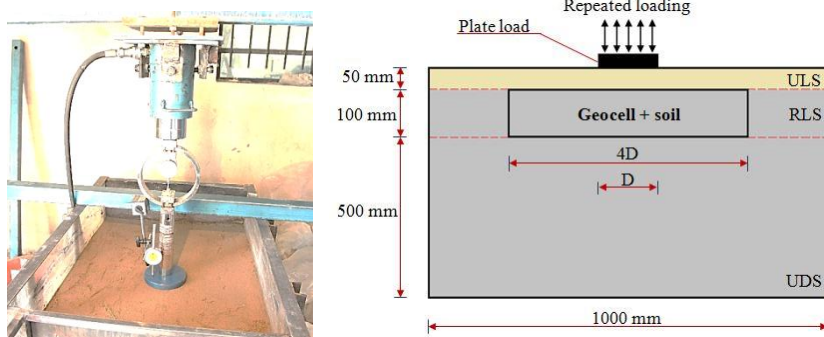 Repeated loading
Plate load
50 mm
ULS
100 mm
Geocell + soil
RLS
4D
D
500 mm
UDS
1000 mm